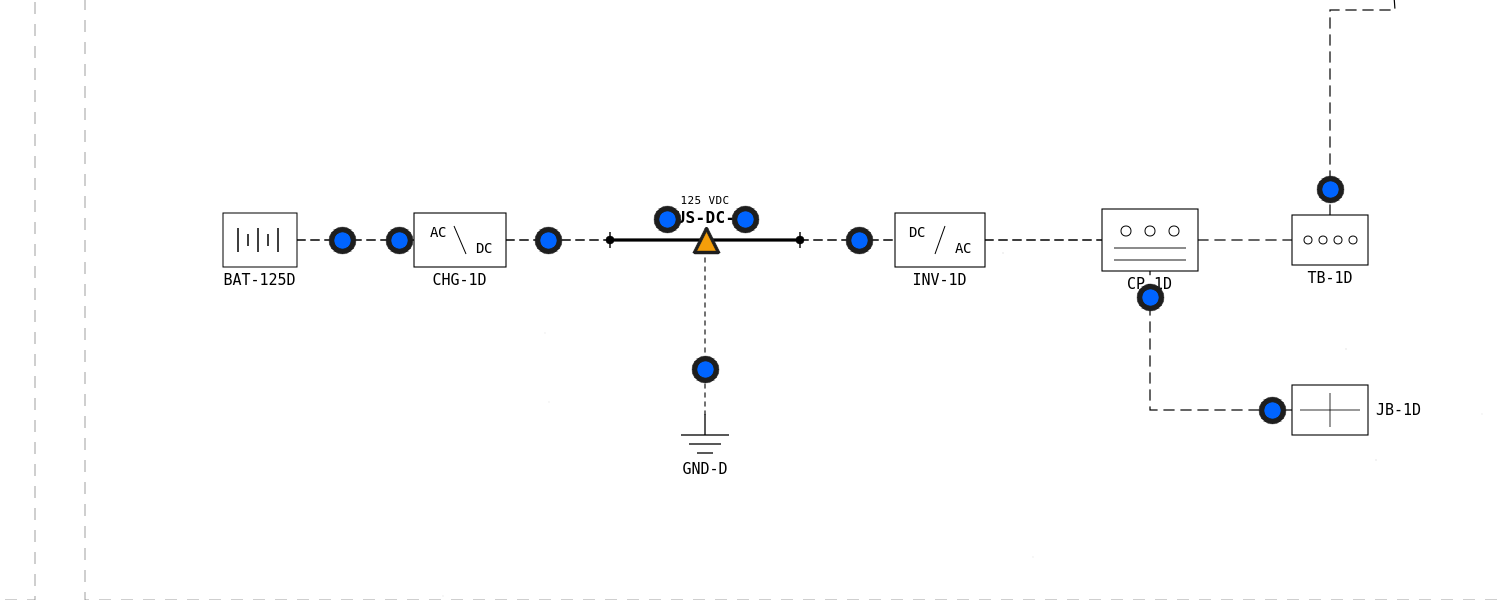 125 VDC
AC
DC
DC
AC
BAT-125D
CHG-1D
INV-1D
TB-1D
JB-1D
GND-D